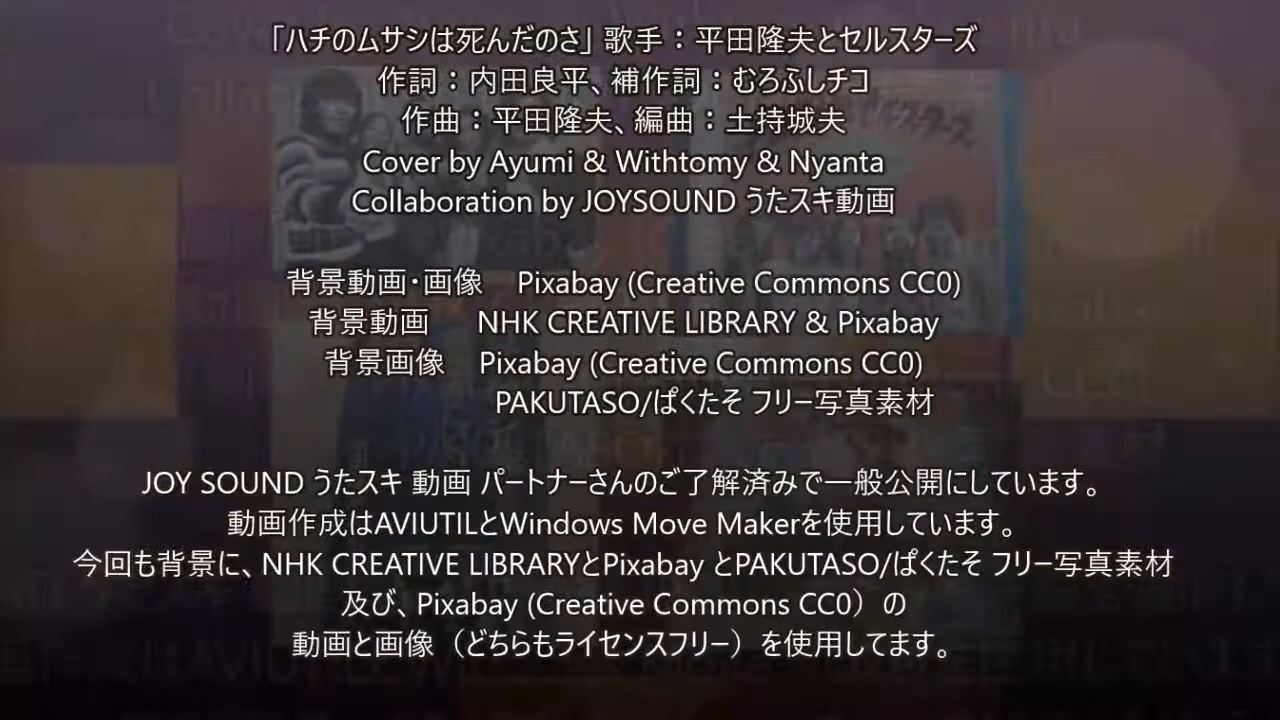 「ハチのムサシは死んだのさ」 歌手：平田隆夫とセルスターズ
作詞：内田良平、補作詞：むろふしチコ
作曲：平田隆夫、編曲：土持城夫
Cover by Ayumi & Withtomy & Nyanta
Collaboration by JOYSOUND うたスキ動画
背景動画・画像 Pixabay (Creative Commons CC0)
背景動画 NHK CREATIVE LIBRARY & Pixabay
背景画像 Pixabay (Creative Commons CC0)
PAKUTASO/ぱくたそ フリー写真素材
JOY SOUND うたスキ 動画 パートナーさんのご了解済みで一般公開にしています。
動画作成はAVIUTILとWindows Move Makerを使用しています。
今回も背景に、NHK CREATIVE LIBRARYとPixabay とPAKUTASO/ぱくたそ フリー写真素材
及び、Pixabay (Creative Commons CC0）の
動画と画像（どちらもライセンスフリー）を使用してます。